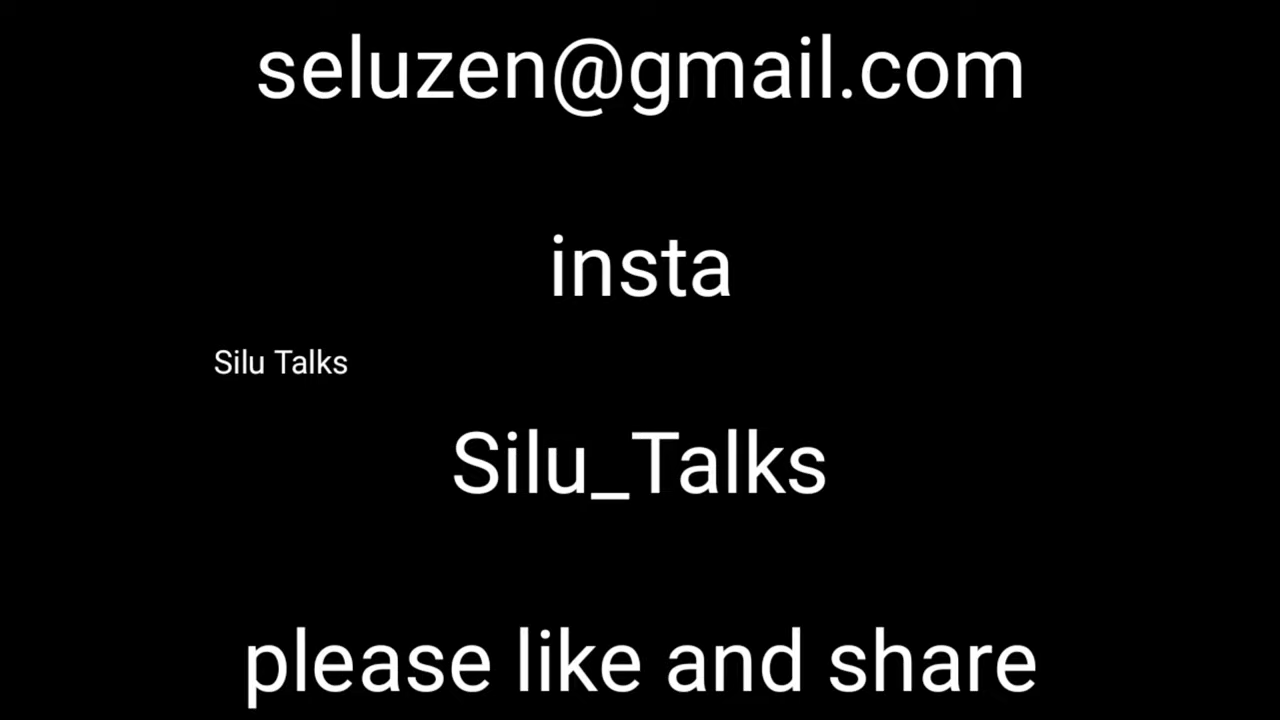 seluzen@gmail.com
insta
Silu Talks
Silu_Talks
please like and share